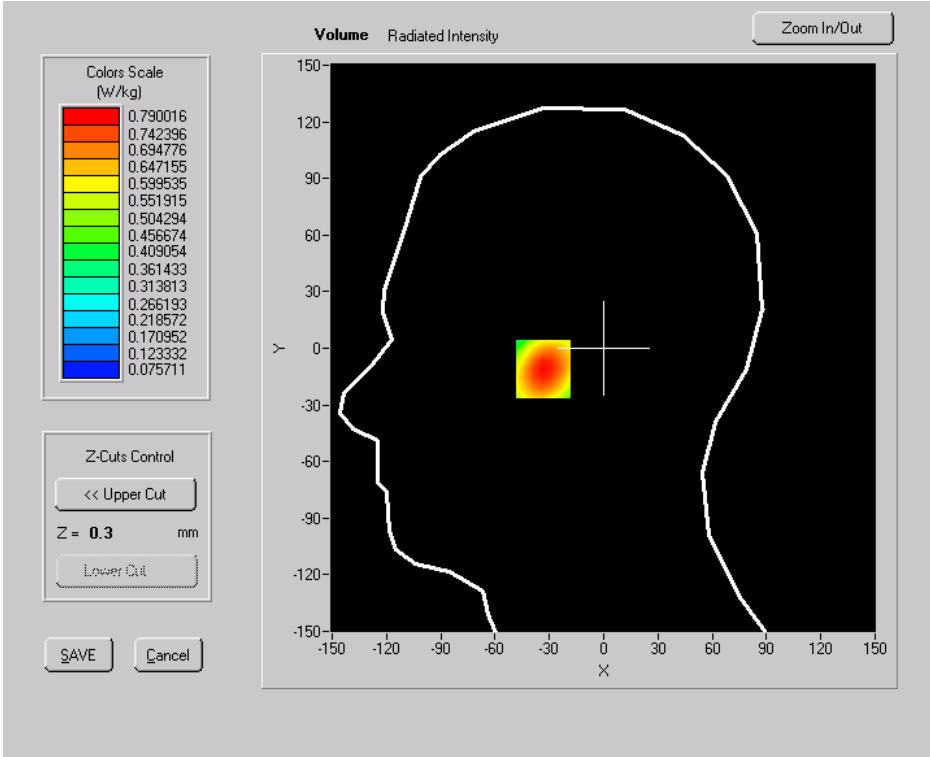 Zoom In/Out
Volume Radiated Intensity
Colors Scale
(W/kg)
0.790016
0.742396
0.694776
0.647155
0.599535
0.551915
0.504294
0.456674
0.409054
0.361433
0.313813
0.266193
0.218572
0.170952
0.123332
0.075711
Z-Cuts Control
<< Upper Cut
Z = 0.3 mm
Lower Cut
SAVE Cancel
150
120
90
60
30
0
-30
-60
-90
-120
-150
Y
-150 -120 -90 -60 -30 0 30 60 90 120 150
X